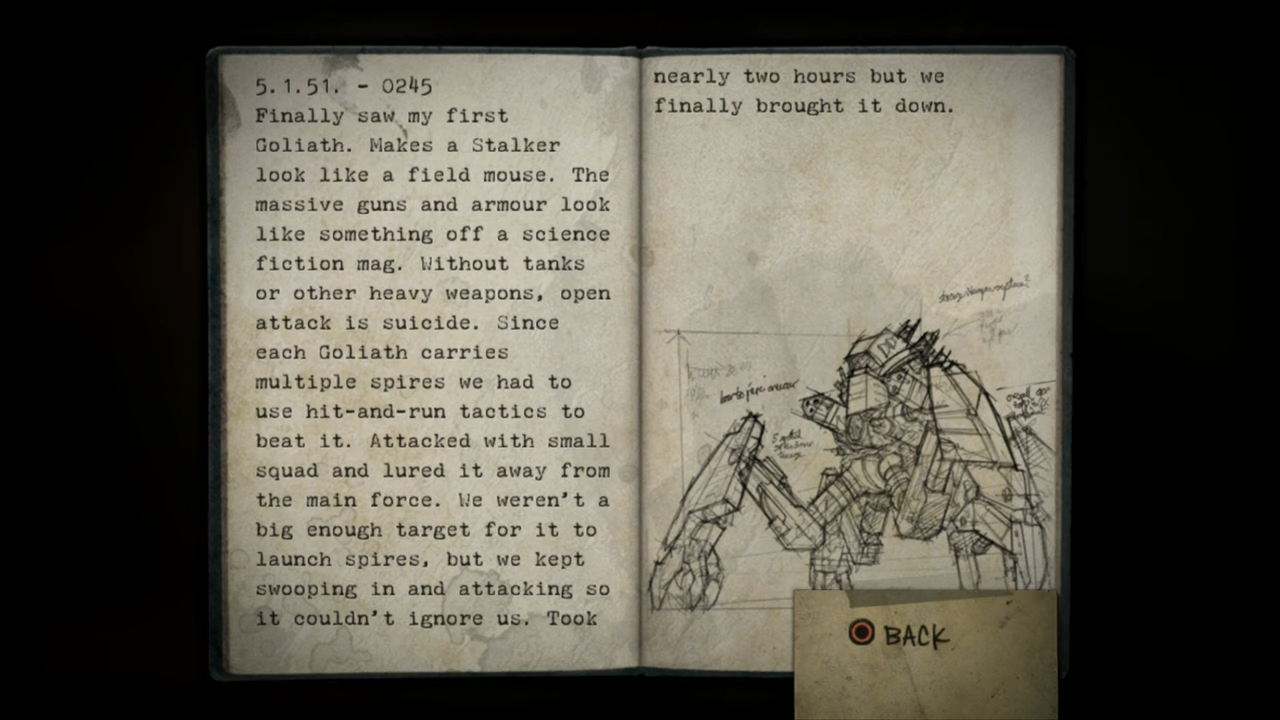 5.1.51. - 0245
Finally saw my first
Goliath. Makes a Stalker
look like a field mouse. The
massive guns and armour look
like something off a science
fiction mag. Without tanks
or other heavy weapons, open
attack is suicide. Since
each Goliath carries
multiple spires we had to
use hit-and-run tactics to
beat it. Attacked with small
squad and lured it away from
the main force. We weren't a
big enough target for it to
launch spires, but we kept
swooping in and attacking so
it couldn't ignore us. Took
nearly two hours but we
finally brought it down.
BACK